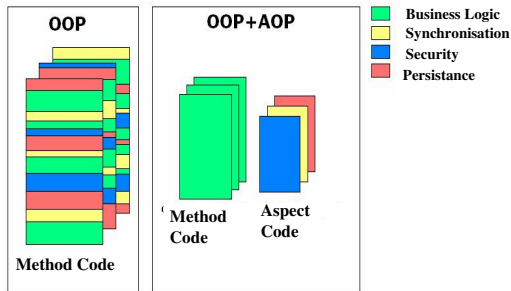 OOP
Method Code
OOP+AOP
Method
Code
Aspect
Code
Business Logic
Synchronisation
Security
Persistance